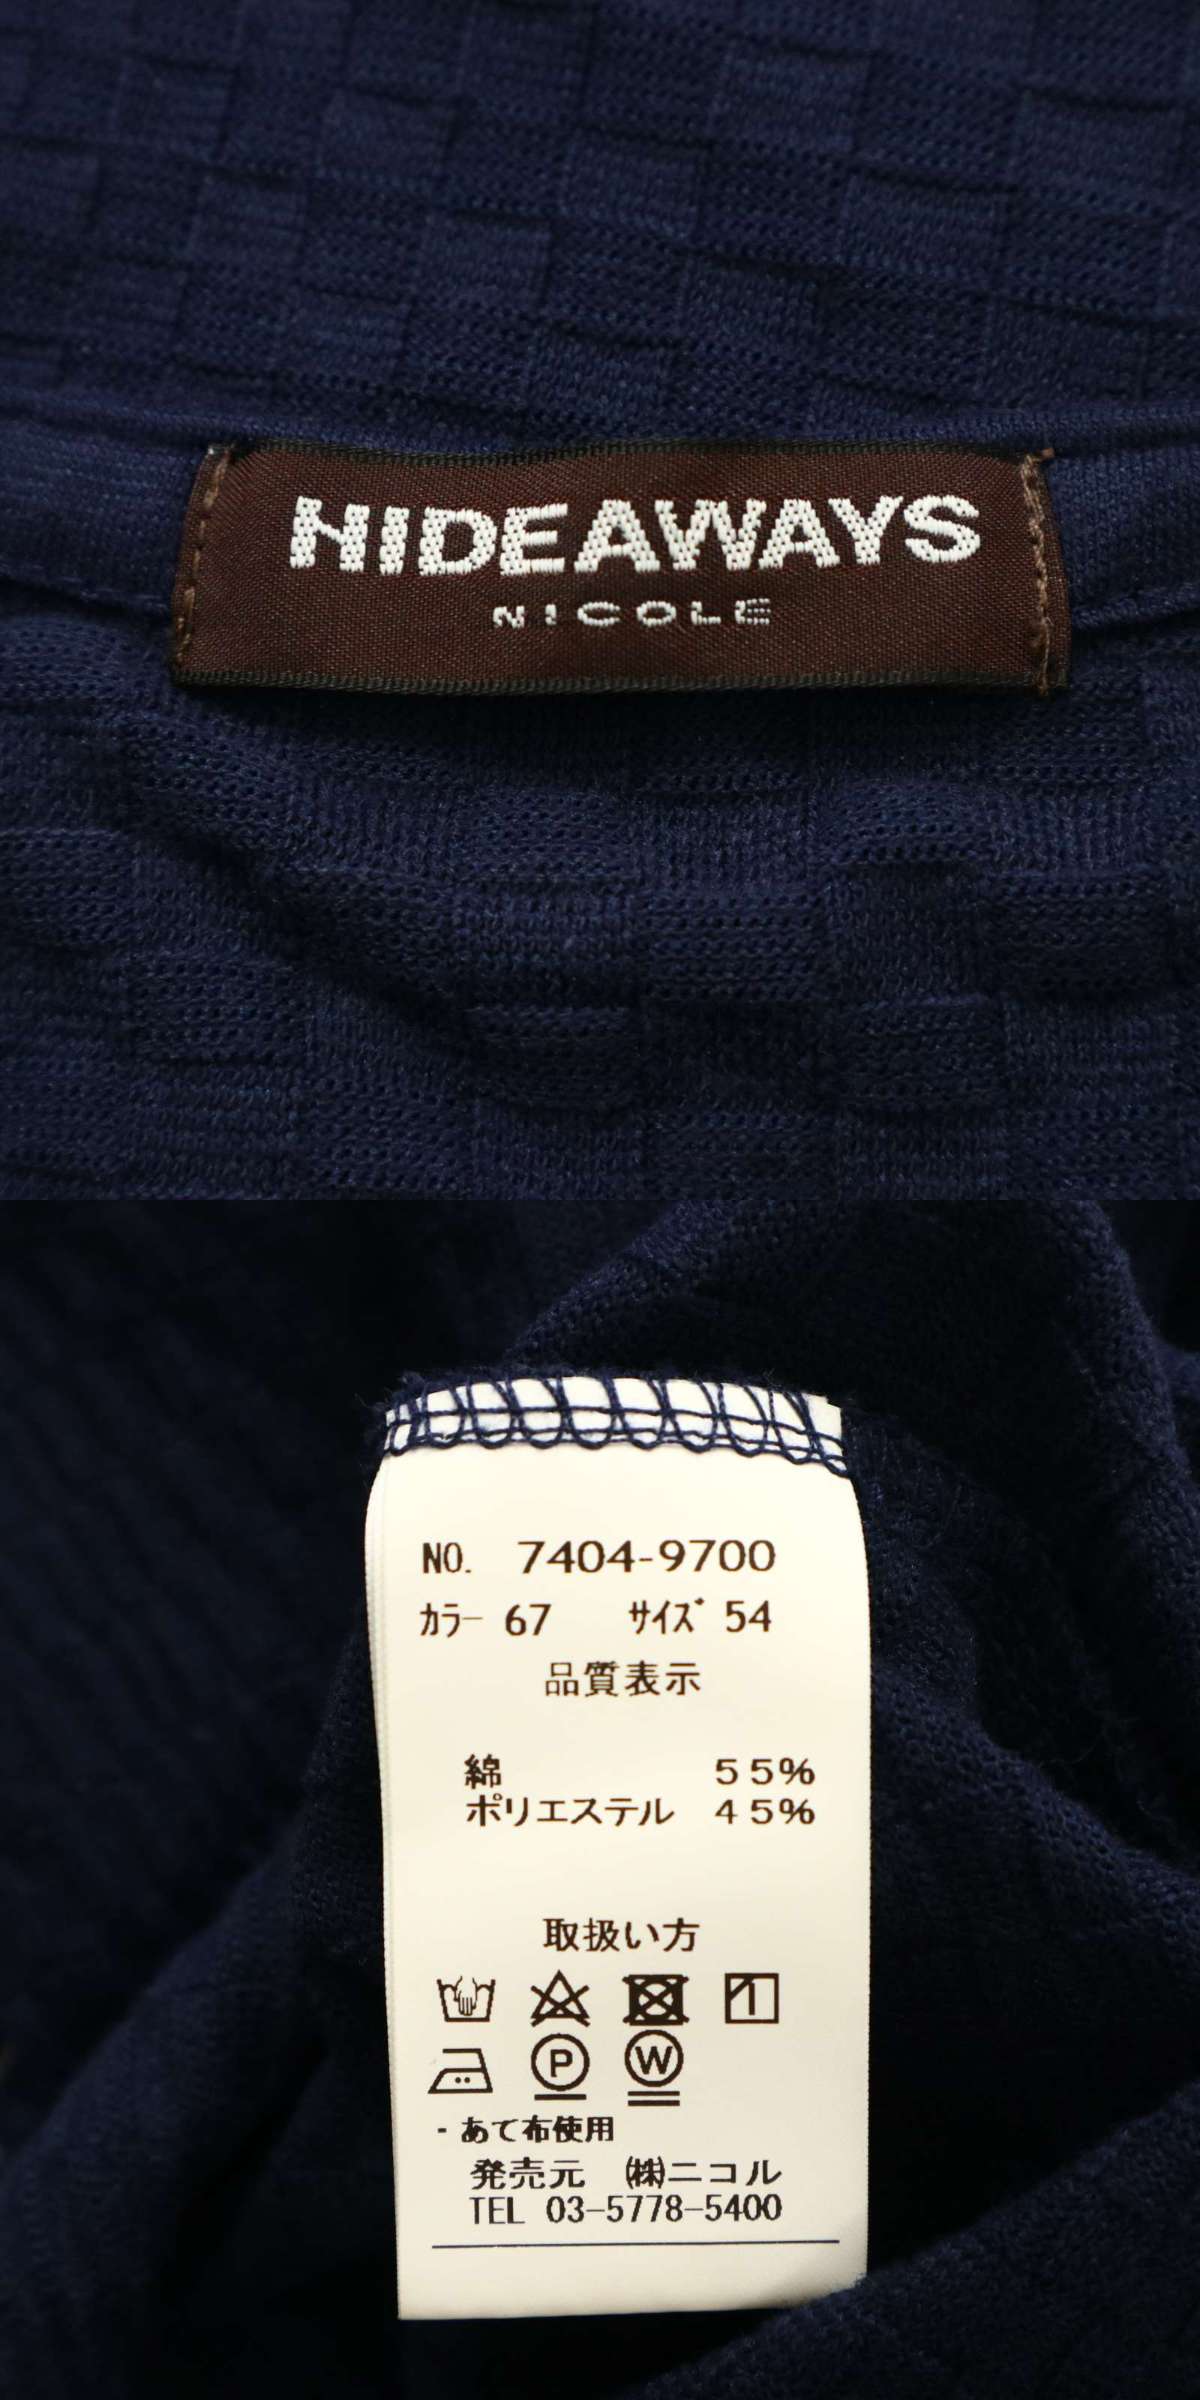 HIDEAWAYS
NICOLE
NO. 7404-9700
カラー 67 サイズ 54
品質表示
綿 55%
ポリエステル 45%
取扱い方
P W
- あて布使用
発売元 (株)ニコル
TEL 03-5778-5400